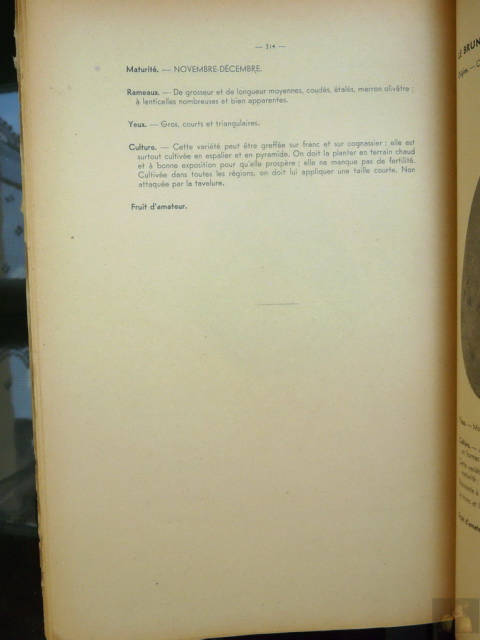 — 314 —
Maturité. — NOVEMBRE-DÉCEMBRE.
Rameaux. — De grosseur et de longueur moyennes, coudés, étalés, marron olivâtre ;
à lenticelles nombreuses et bien apparentes.
Yeux. — Gros, courts et triangulaires.
Culture. — Cette variété peut être greffée sur franc et sur cognassier ; elle est
surtout cultivée en espalier et en pyramide. On doit la planter en terrain chaud
et à bonne exposition pour qu'elle prospère ; elle ne manque pas de fertilité.
Cultivée dans toutes les régions, on doit lui appliquer une taille courte. Non
attaquée par la tavelure.
Fruit d'amateur.
LE BRUN